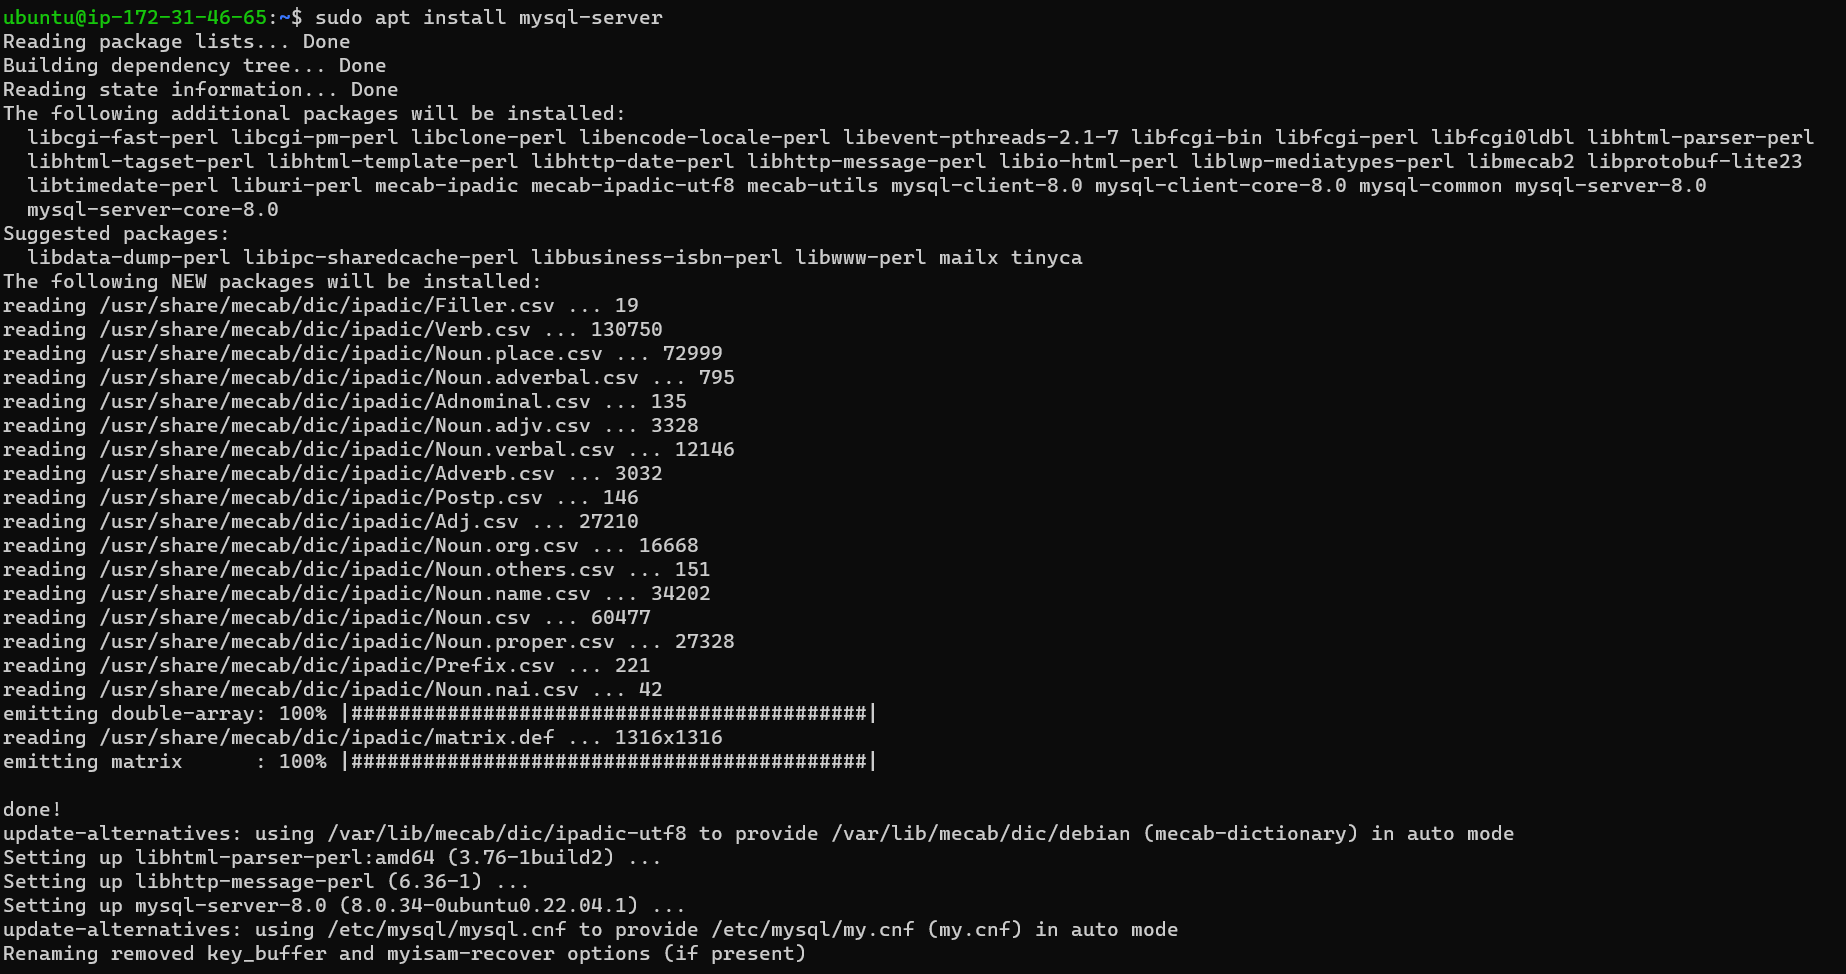 ubuntu@ip-172-31-46-65:~$ sudo apt install mysql-server
Reading package lists... Done
Building dependency tree... Done
Reading state information... Done
The following additional packages will be installed:
  libcgi-fast-perl libcgi-pm-perl libclone-perl libencode-locale-perl libevent-pthreads-2.1-7 libfcgi-bin libfcgi-perl libfcgi0ldbl libhtml-parser-perl
  libhtml-tagset-perl libhtml-template-perl libhttp-date-perl libhttp-message-perl libio-html-perl liblwp-mediatypes-perl libmecab2 libprotobuf-lite23
  libtimedate-perl liburi-perl mecab-ipadic mecab-ipadic-utf8 mecab-utils mysql-client-8.0 mysql-client-core-8.0 mysql-common mysql-server-8.0
  mysql-server-core-8.0
Suggested packages:
  libdata-dump-perl libipc-sharedcache-perl libbusiness-isbn-perl libwww-perl mailx tinyca
The following NEW packages will be installed:
reading /usr/share/mecab/dic/ipadic/Filler.csv ... 19
reading /usr/share/mecab/dic/ipadic/Verb.csv ... 130750
reading /usr/share/mecab/dic/ipadic/Noun.place.csv ... 72999
reading /usr/share/mecab/dic/ipadic/Noun.adverbal.csv ... 795
reading /usr/share/mecab/dic/ipadic/Adnominal.csv ... 135
reading /usr/share/mecab/dic/ipadic/Noun.adjv.csv ... 3328
reading /usr/share/mecab/dic/ipadic/Noun.verbal.csv ... 12146
reading /usr/share/mecab/dic/ipadic/Adverb.csv ... 3032
reading /usr/share/mecab/dic/ipadic/Postp.csv ... 146
reading /usr/share/mecab/dic/ipadic/Adj.csv ... 27210
reading /usr/share/mecab/dic/ipadic/Noun.org.csv ... 16668
reading /usr/share/mecab/dic/ipadic/Noun.others.csv ... 151
reading /usr/share/mecab/dic/ipadic/Noun.name.csv ... 34202
reading /usr/share/mecab/dic/ipadic/Noun.csv ... 60477
reading /usr/share/mecab/dic/ipadic/Noun.proper.csv ... 27328
reading /usr/share/mecab/dic/ipadic/Prefix.csv ... 221
reading /usr/share/mecab/dic/ipadic/Noun.nai.csv ... 42
emitting double-array: 100% |###########################################|
reading /usr/share/mecab/dic/ipadic/matrix.def ... 1316x1316
emitting matrix      : 100% |###########################################|

done!
update-alternatives: using /var/lib/mecab/dic/ipadic-utf8 to provide /var/lib/mecab/dic/debian (mecab-dictionary) in auto mode
Setting up libhtml-parser-perl:amd64 (3.76-1build2) ...
Setting up libhttp-message-perl (6.36-1) ...
Setting up mysql-server-8.0 (8.0.34-0ubuntu0.22.04.1) ...
update-alternatives: using /etc/mysql/mysql.cnf to provide /etc/mysql/my.cnf (my.cnf) in auto mode
Renaming removed key_buffer and myisam-recover options (if present)